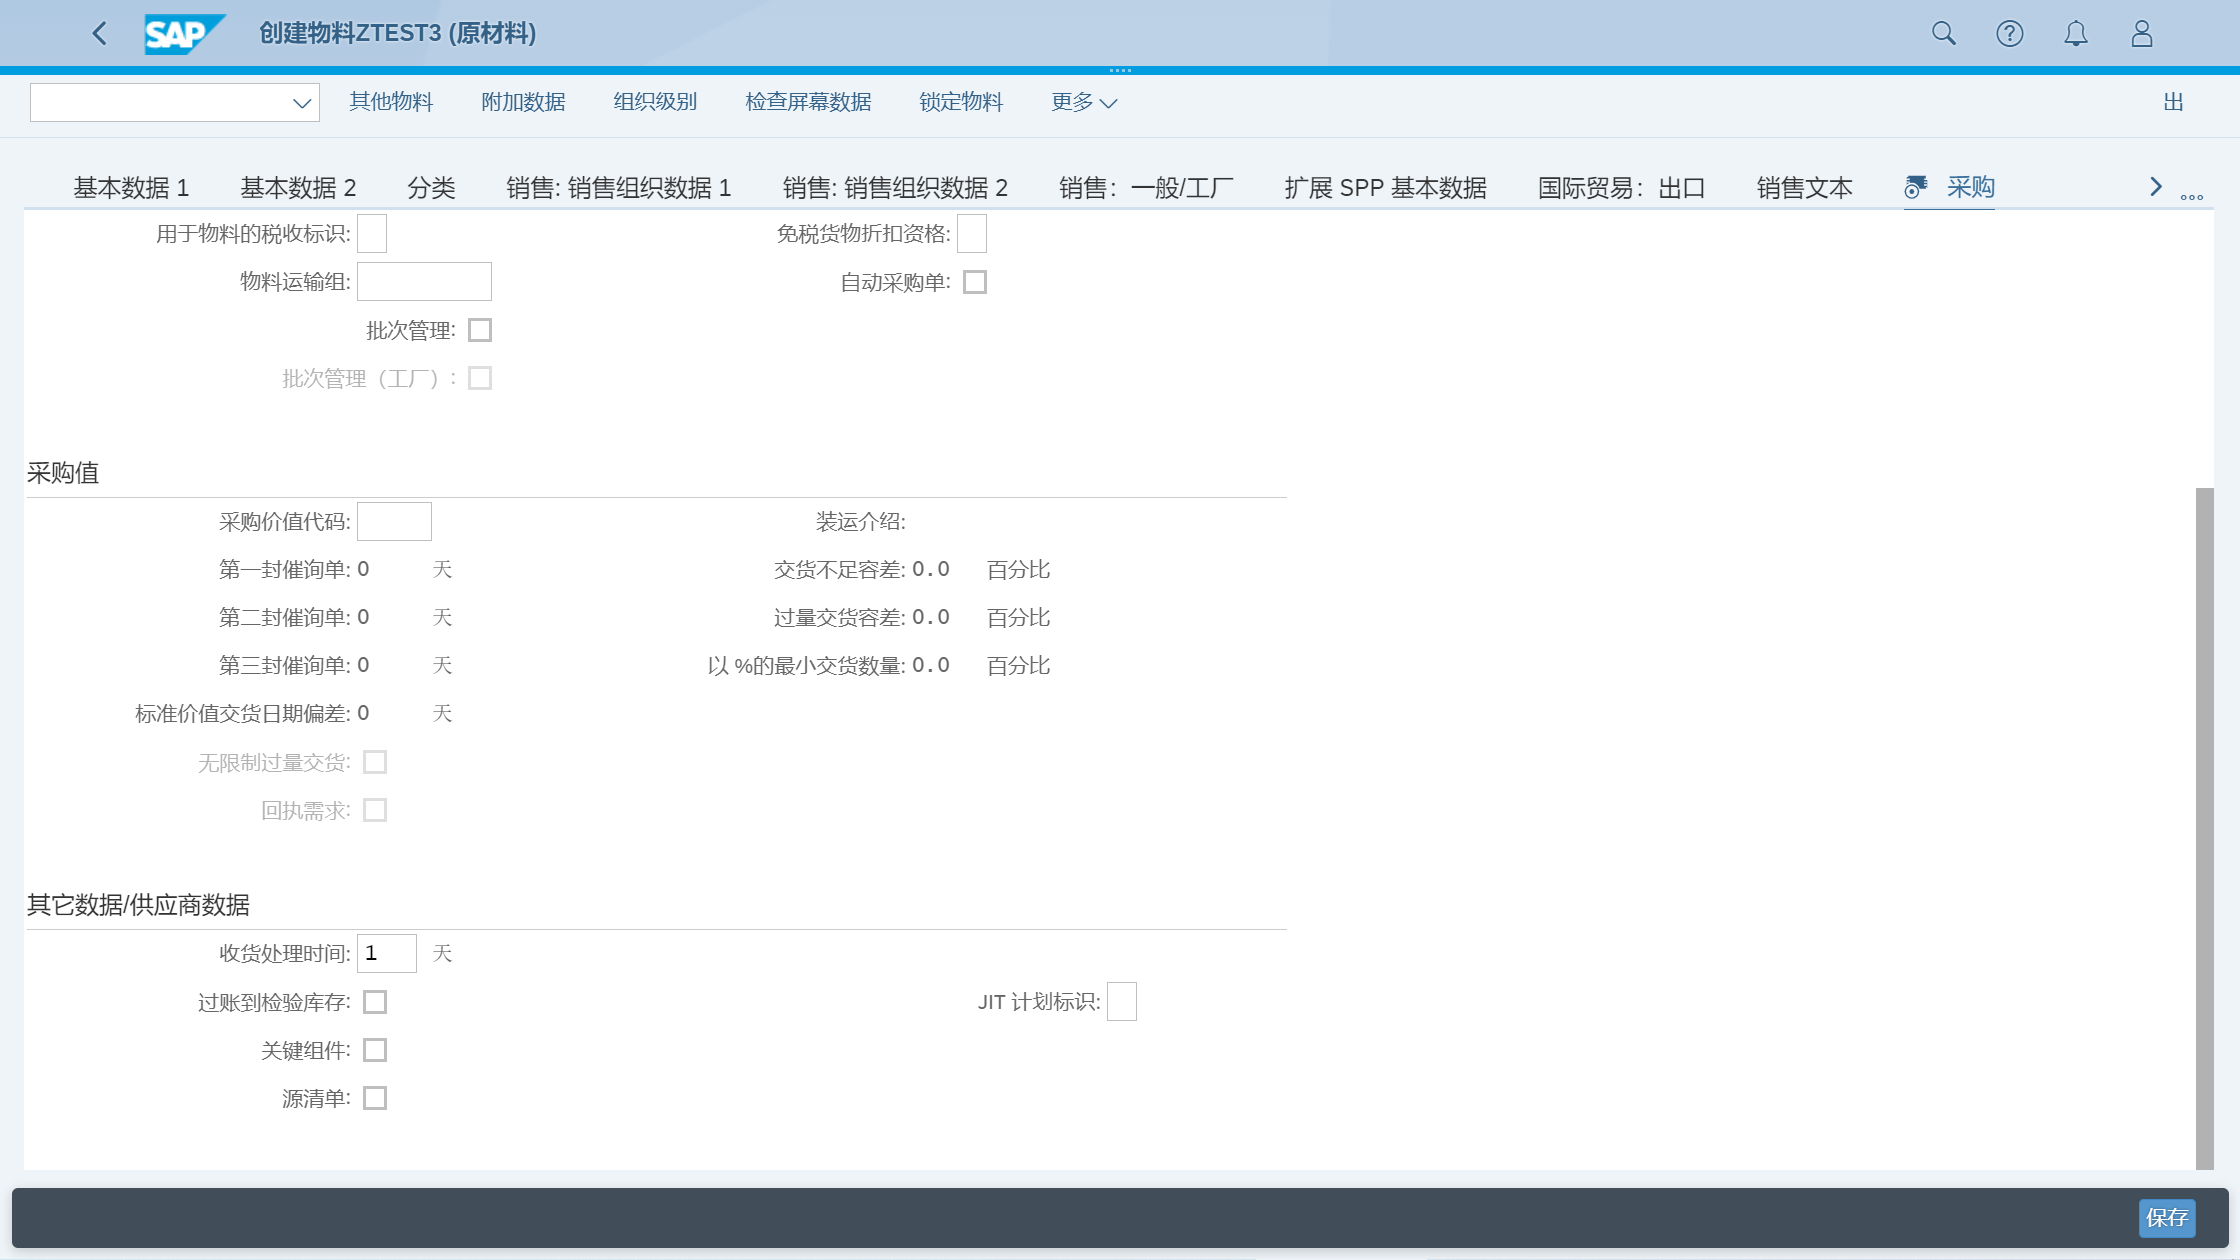 SAP 创建物料ZTEST3 (原材料)
其他物料 附加数据 组织级别 检查屏幕数据 锁定物料 更多 出
基本数据 1 基本数据 2 分类 销售: 销售组织数据 1 销售: 销售组织数据 2 销售：一般/工厂 扩展 SPP 基本数据 国际贸易：出口 销售文本 采购
用于物料的税收标识: 免税货物折扣资格:
物料运输组: 自动采购单:
批次管理:
批次管理（工厂）:
采购值
采购价值代码: 装运介绍:
第一封催询单: 0 天 交货不足容差: 0.0 百分比
第二封催询单: 0 天 过量交货容差: 0.0 百分比
第三封催询单: 0 天 以 %的最小交货数量: 0.0 百分比
标准价值交货日期偏差: 0 天
无限制过量交货:
回执需求:
其它数据/供应商数据
收货处理时间: 1 天
过账到检验库存: JIT 计划标识:
关键组件:
源清单:
保存